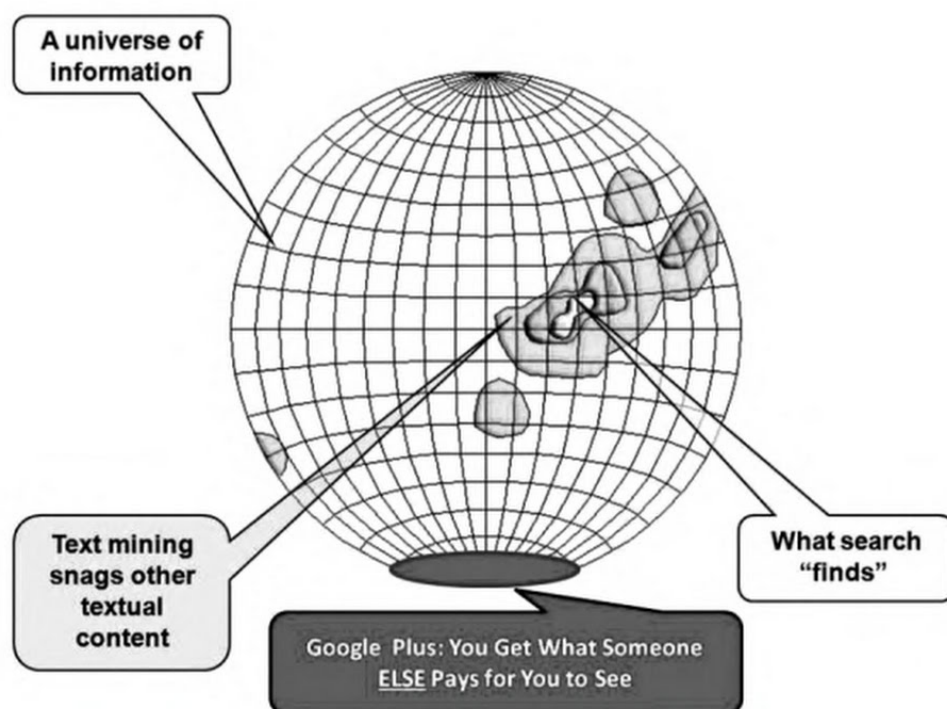 A universe of
information
Text mining
snags other
textual
content
What search
“finds”
Google Plus: You Get What Someone
ELSE Pays for You to See